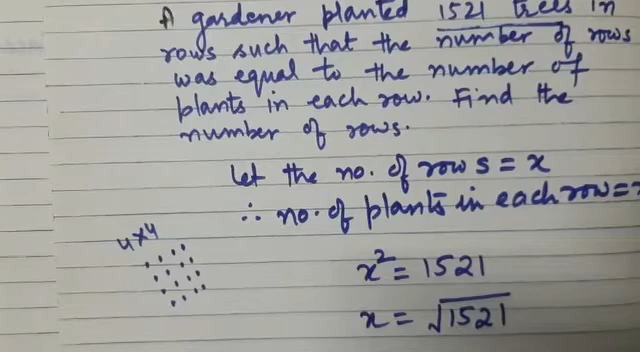 A gardener planted 1521 trees in
rows such that the number of rows
was equal to the number of
plants in each row. Find the
number of rows.
Let the no. of rows = x
∴ no. of plants in each row =
4x4
x² = 1521
x = √1521